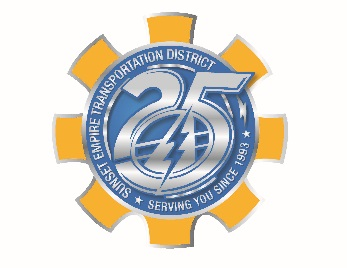 SUNSET EMPIRE TRANSPORTATION DISTRICT
25
★ SERVING YOU SINCE 1993 ★